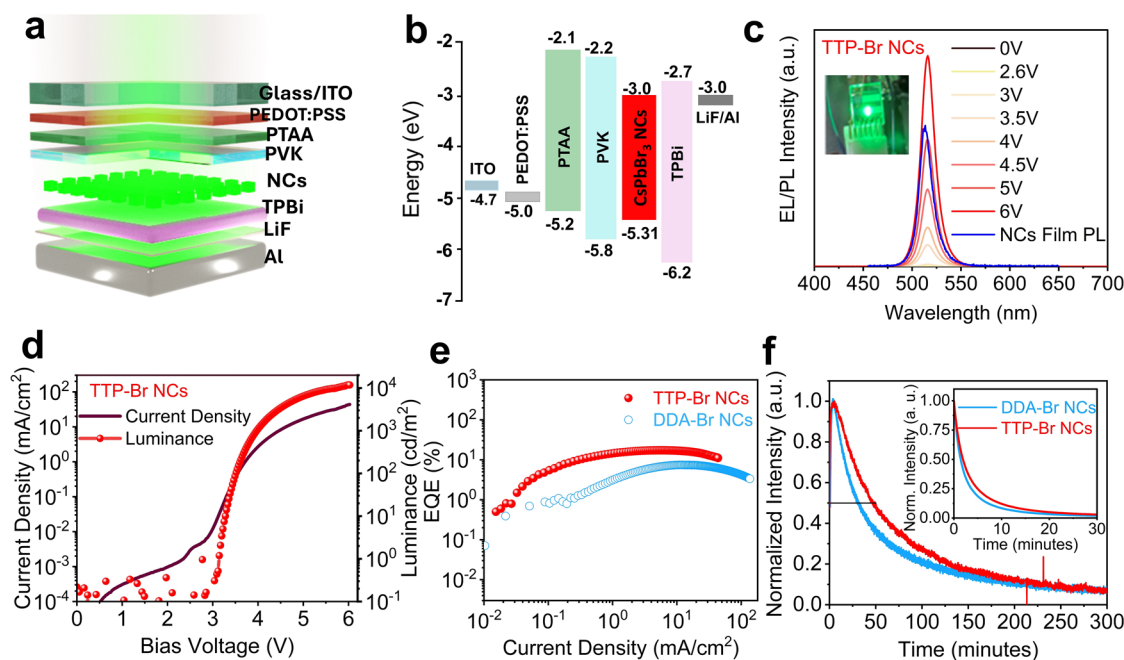 a
Glass/ITO
PEDOT:PSS
PTAA
PVK
NCs
TPBi
LiF
Al
b
Energy (eV)
-2
-3
-4
-5
-6
-7
ITO
-4.7
PEDOT:PSS
-5.0
-2.1
PTAA
-5.2
-2.2
PVK
-5.8
-3.0
CsPbBr3 NCs
-5.31
-2.7
TPBi
-6.2
-3.0
LiF/Al
c
EL/PL Intensity (a.u.)
TTP-Br NCs
0V
2.6V
3V
3.5V
4V
4.5V
5V
6V
NCs Film PL
400 450 500 550 600 650 700
Wavelength (nm)
d
Current Density (mA/cm2)
10^2
10^1
10^0
10^-1
10^-2
10^-3
10^-4
TTP-Br NCs
Current Density
Luminance
10^4
10^3
10^2
10^1
10^0
10^-1
Luminance (cd/m2)
0 1 2 3 4 5 6
Bias Voltage (V)
e
EQE (%)
10^3
10^2
10^1
10^0
10^-1
10^-2
TTP-Br NCs
DDA-Br NCs
10^-2 10^-1 10^0 10^1 10^2
Current Density (mA/cm2)
f
Normalized Intensity (a.u.)
1.0
0.8
0.6
0.4
0.2
0.0
Norm. Intensity (a. u.)
1.00
0.75
0.50
0.25
0.00
DDA-Br NCs
TTP-Br NCs
0 10 20 30
Time (minutes)
0 50 100 150 200 250 300
Time (minutes)